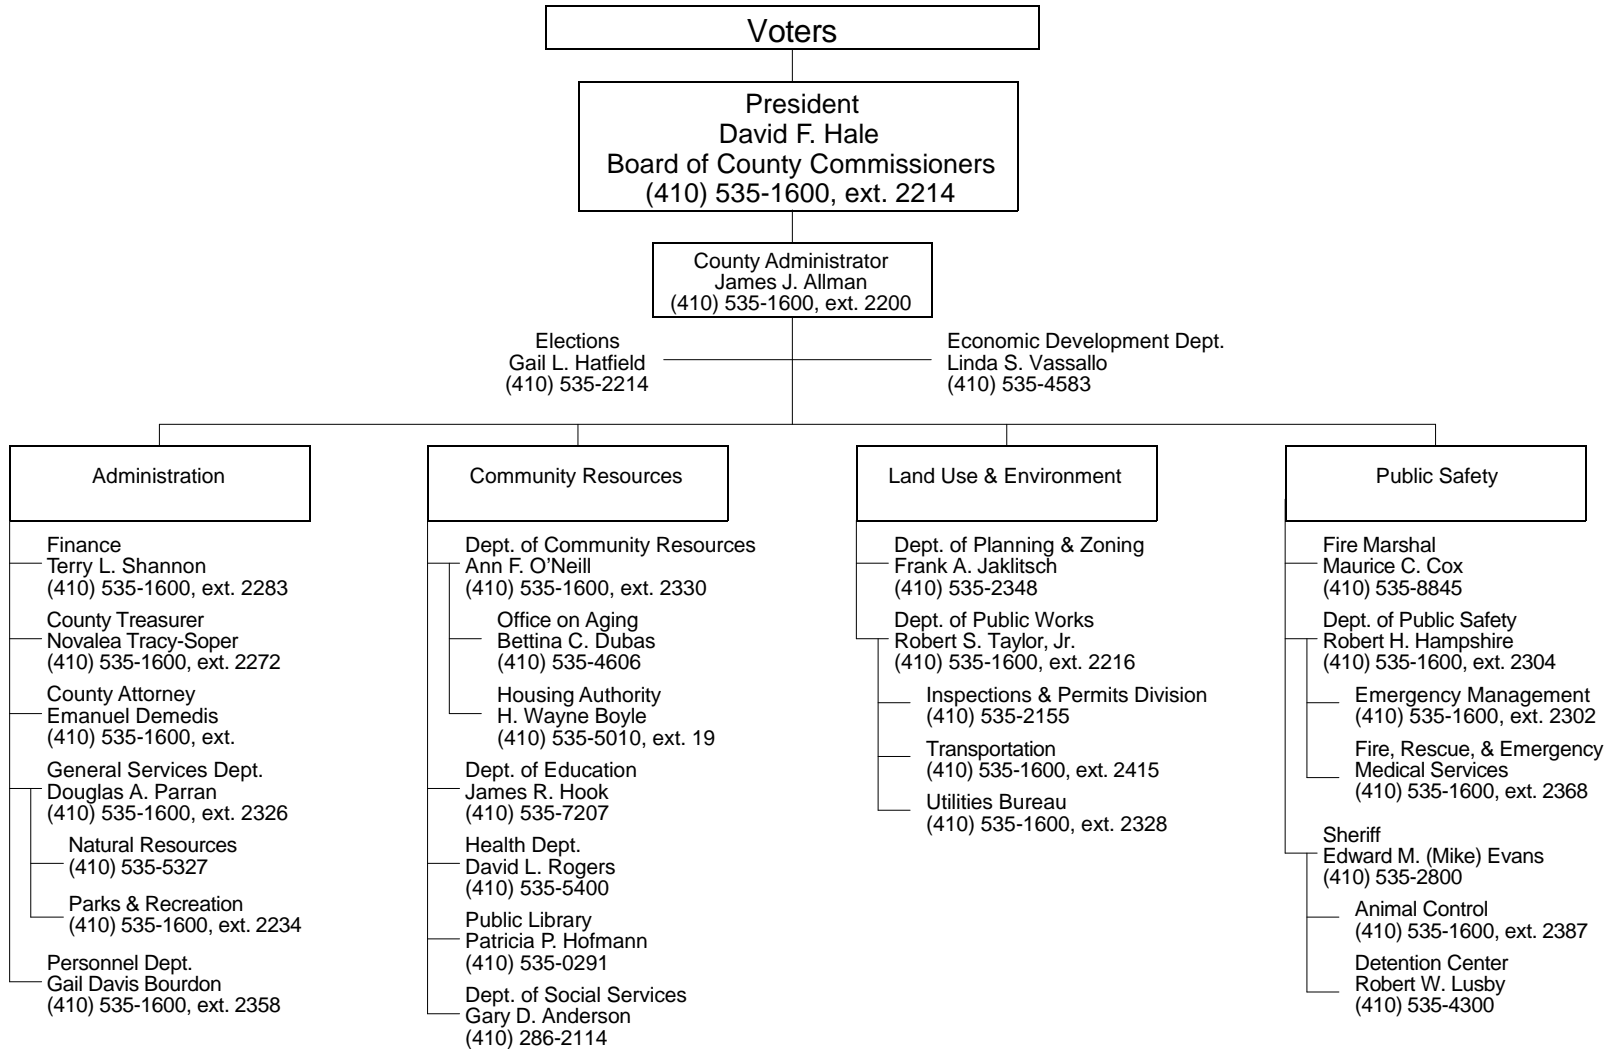 Voters
President
David F. Hale
Board of County Commissioners
(410) 535-1600, ext. 2214
County Administrator
James J. Allman
(410) 535-1600, ext. 2200
Elections
Gail L. Hatfield
(410) 535-2214
Economic Development Dept.
Linda S. Vassallo
(410) 535-4583
Administration
Finance
Terry L. Shannon
(410) 535-1600, ext. 2283
County Treasurer
Novalea Tracy-Soper
(410) 535-1600, ext. 2272
County Attorney
Emanuel Demedis
(410) 535-1600, ext.
General Services Dept.
Douglas A. Parran
(410) 535-1600, ext. 2326
Natural Resources
(410) 535-5327
Parks & Recreation
(410) 535-1600, ext. 2234
Personnel Dept.
Gail Davis Bourdon
(410) 535-1600, ext. 2358
Community Resources
Dept. of Community Resources
Ann F. O’Neill
(410) 535-1600, ext. 2330
Office on Aging
Bettina C. Dubas
(410) 535-4606
Housing Authority
H. Wayne Boyle
(410) 535-5010, ext. 19
Dept. of Education
James R. Hook
(410) 535-7207
Health Dept.
David L. Rogers
(410) 535-5400
Public Library
Patricia P. Hofmann
(410) 535-0291
Dept. of Social Services
Gary D. Anderson
(410) 286-2114
Land Use & Environment
Dept. of Planning & Zoning
Frank A. Jaklitsch
(410) 535-2348
Dept. of Public Works
Robert S. Taylor, Jr.
(410) 535-1600, ext. 2216
Inspections & Permits Division
(410) 535-2155
Transportation
(410) 535-1600, ext. 2415
Utilities Bureau
(410) 535-1600, ext. 2328
Public Safety
Fire Marshal
Maurice C. Cox
(410) 535-8845
Dept. of Public Safety
Robert H. Hampshire
(410) 535-1600, ext. 2304
Emergency Management
(410) 535-1600, ext. 2302
Fire, Rescue, & Emergency
Medical Services
(410) 535-1600, ext. 2368
Sheriff
Edward M. (Mike) Evans
(410) 535-2800
Animal Control
(410) 535-1600, ext. 2387
Detention Center
Robert W. Lusby
(410) 535-4300